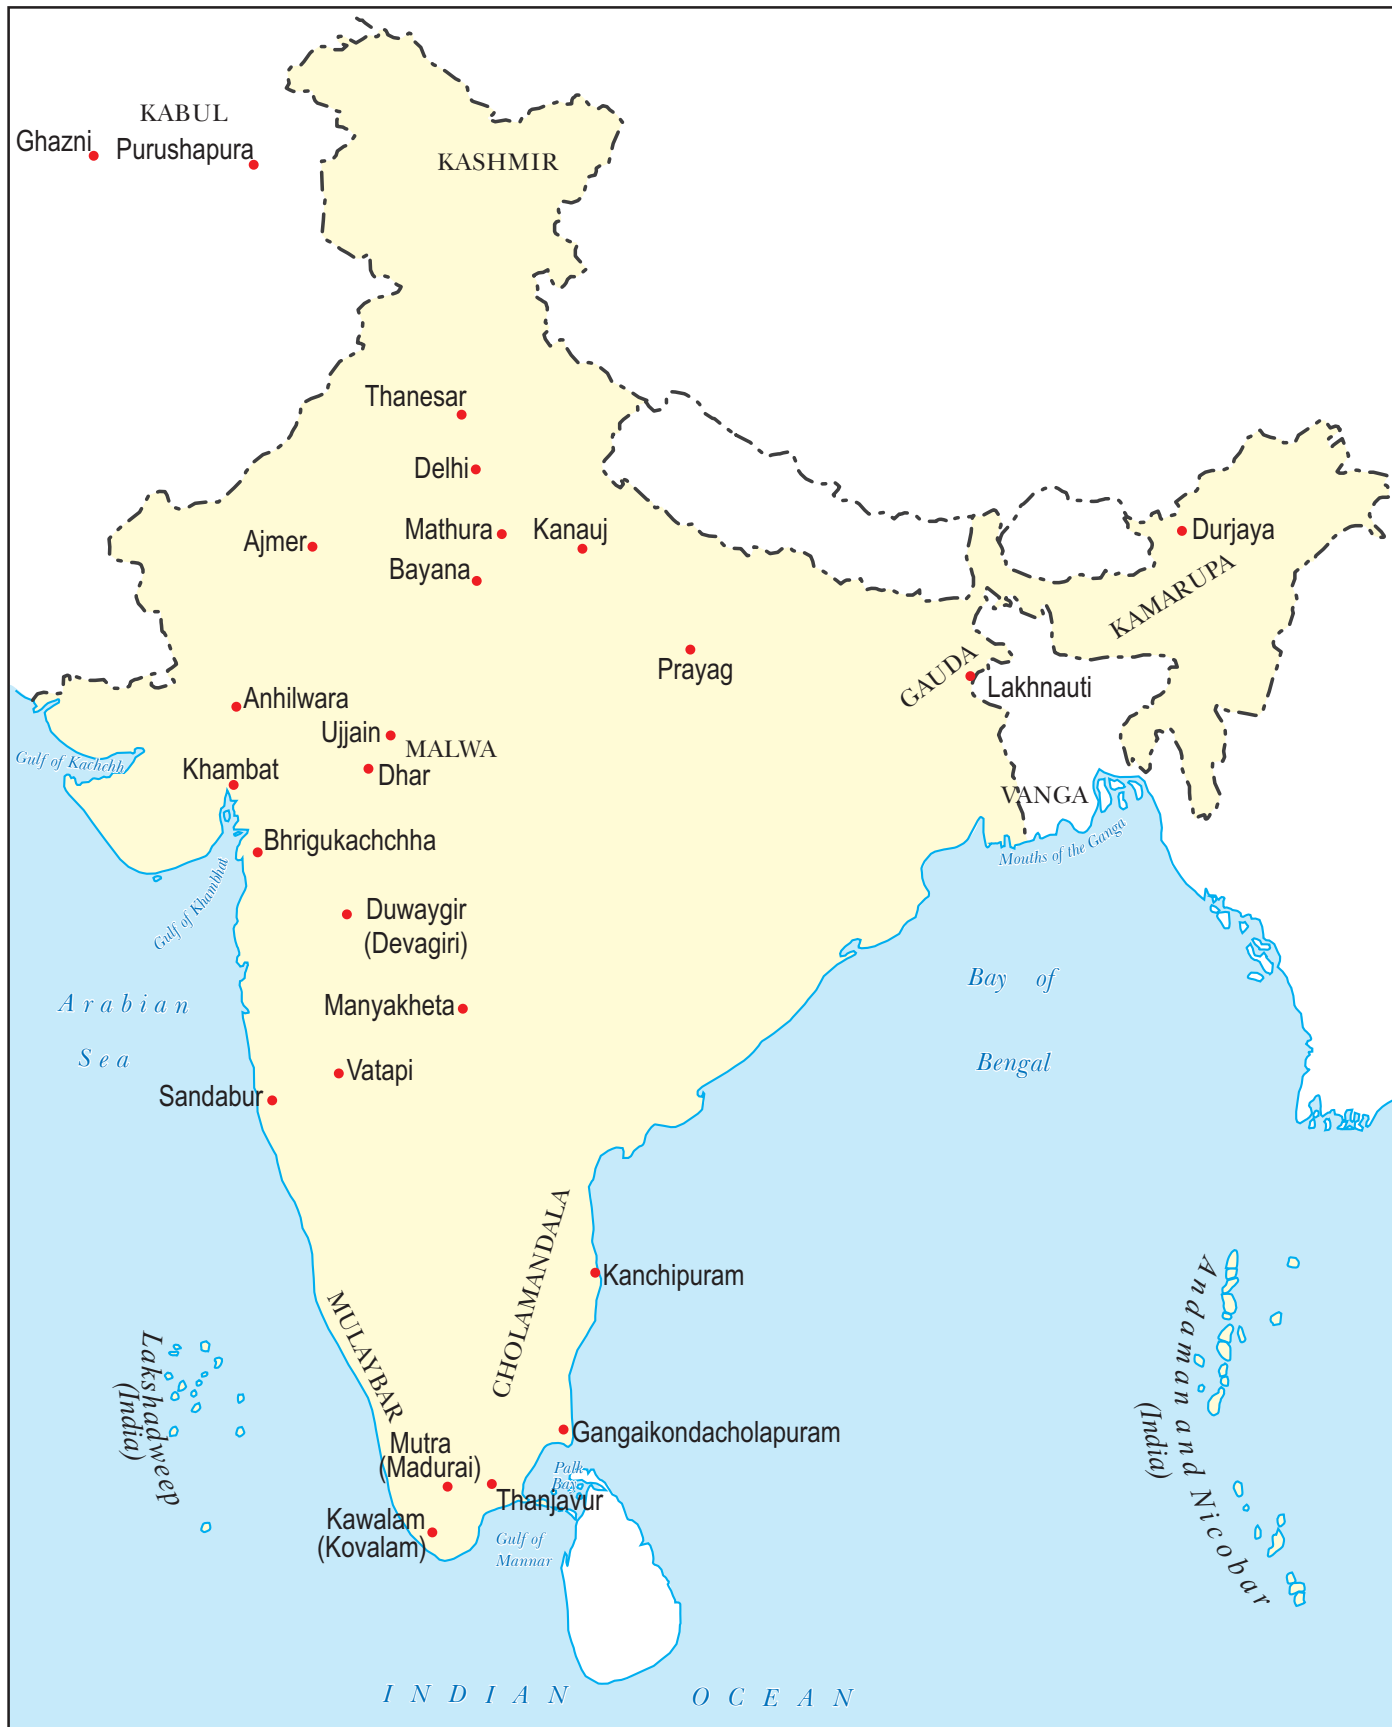 KABUL
Ghazni
Purushapura
KASHMIR
Thanesar
Delhi
Mathura
Kanauj
Ajmer
Bayana
Durjaya
KAMARUPA
Prayag
GAUDA
Lakhnauti
Anhilwara
Ujjain
MALWA
Gulf of Kachchh
Khambat
Dhar
VANGA
Bhrigukachchha
Mouths of the Ganga
Gulf of Khambhat
Duwaygir
(Devagiri)
Arabian
Sea
Bay of
Bengal
Manyakheta
Vatapi
Sandabur
CHOLAMANDALA
Kanchipuram
MULAYBAR
Lakshadweep
(India)
Andaman and Nicobar
(India)
Gangaikondacholapuram
Mutra
(Madurai)
Palk
Bay
Thanjavur
Kawalam
(Kovalam)
Gulf of
Mannar
INDIAN OCEAN